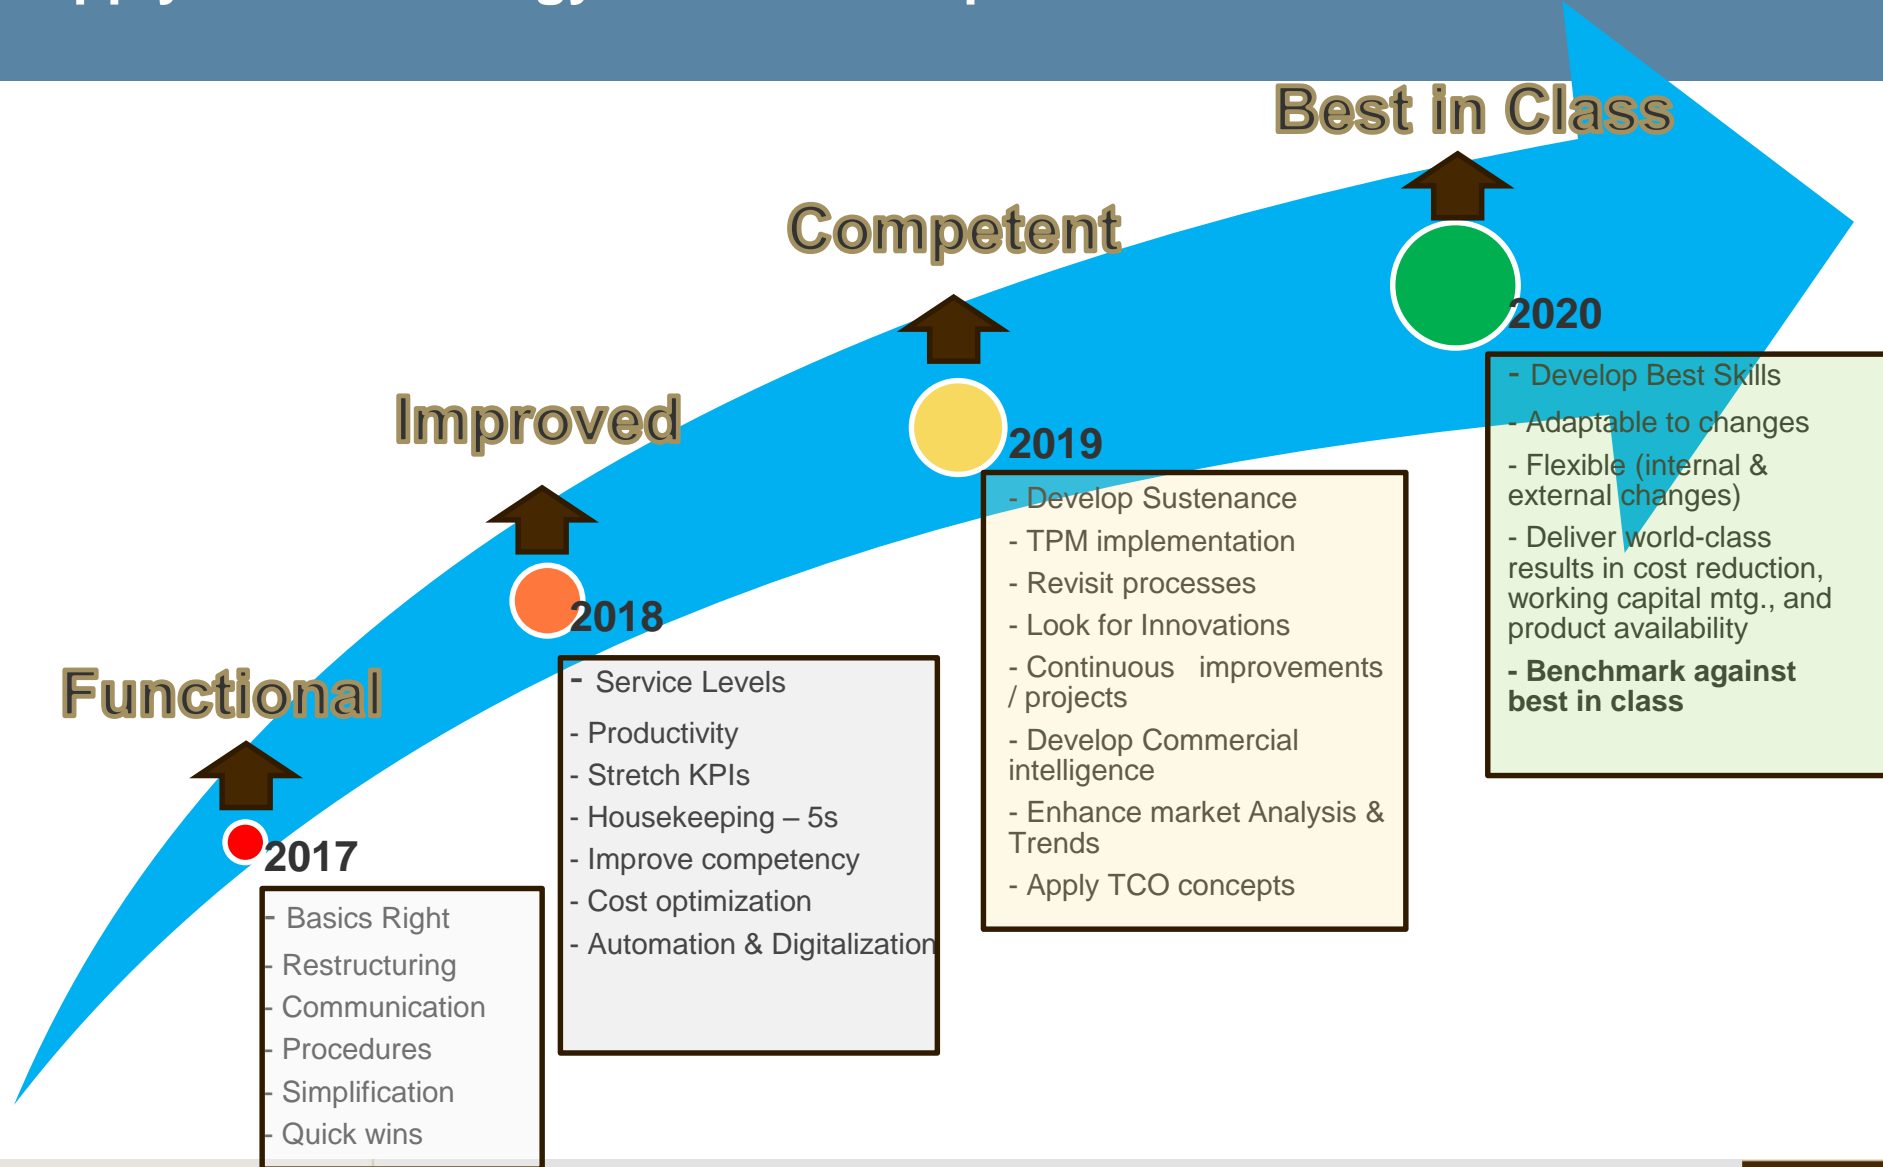 Best in Class
Competent
Improved
Functional
2020
- Develop Best Skills
- Adaptable to changes
- Flexible (internal &
external changes)
- Deliver world-class
results in cost reduction,
working capital mtg., and
product availability
- Benchmark against
best in class
2019
- Develop Sustenance
- TPM implementation
- Revisit processes
- Look for Innovations
- Continuous improvements
/ projects
- Develop Commercial
intelligence
- Enhance market Analysis &
Trends
- Apply TCO concepts
2018
- Service Levels
- Productivity
- Stretch KPIs
- Housekeeping – 5s
- Improve competency
- Cost optimization
- Automation & Digitalization
2017
- Basics Right
- Restructuring
- Communication
- Procedures
- Simplification
- Quick wins